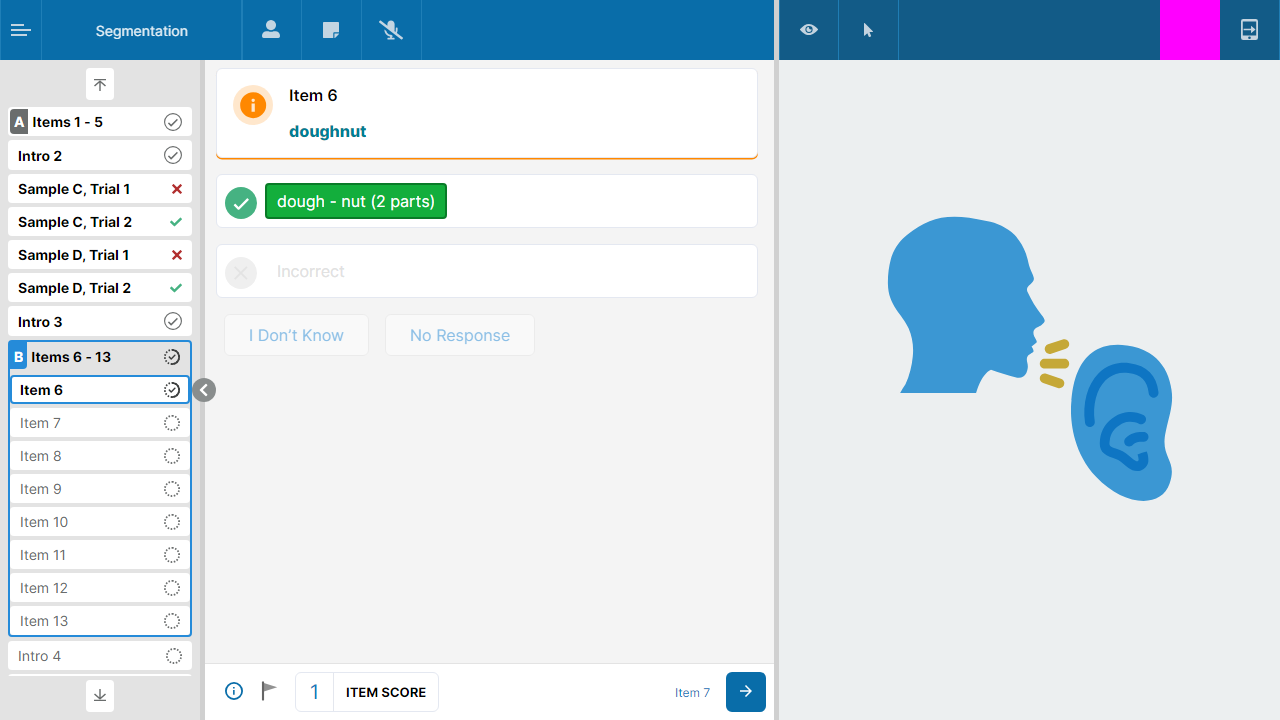 Segmentation
A Items 1 - 5
Intro 2
Sample C, Trial 1
Sample C, Trial 2
Sample D, Trial 1
Sample D, Trial 2
Intro 3
B Items 6 - 13
Item 6
Item 7
Item 8
Item 9
Item 10
Item 11
Item 12
Item 13
Intro 4
Item 6
doughnut
dough - nut (2 parts)
Incorrect
I Don't Know
No Response
1 ITEM SCORE
Item 7